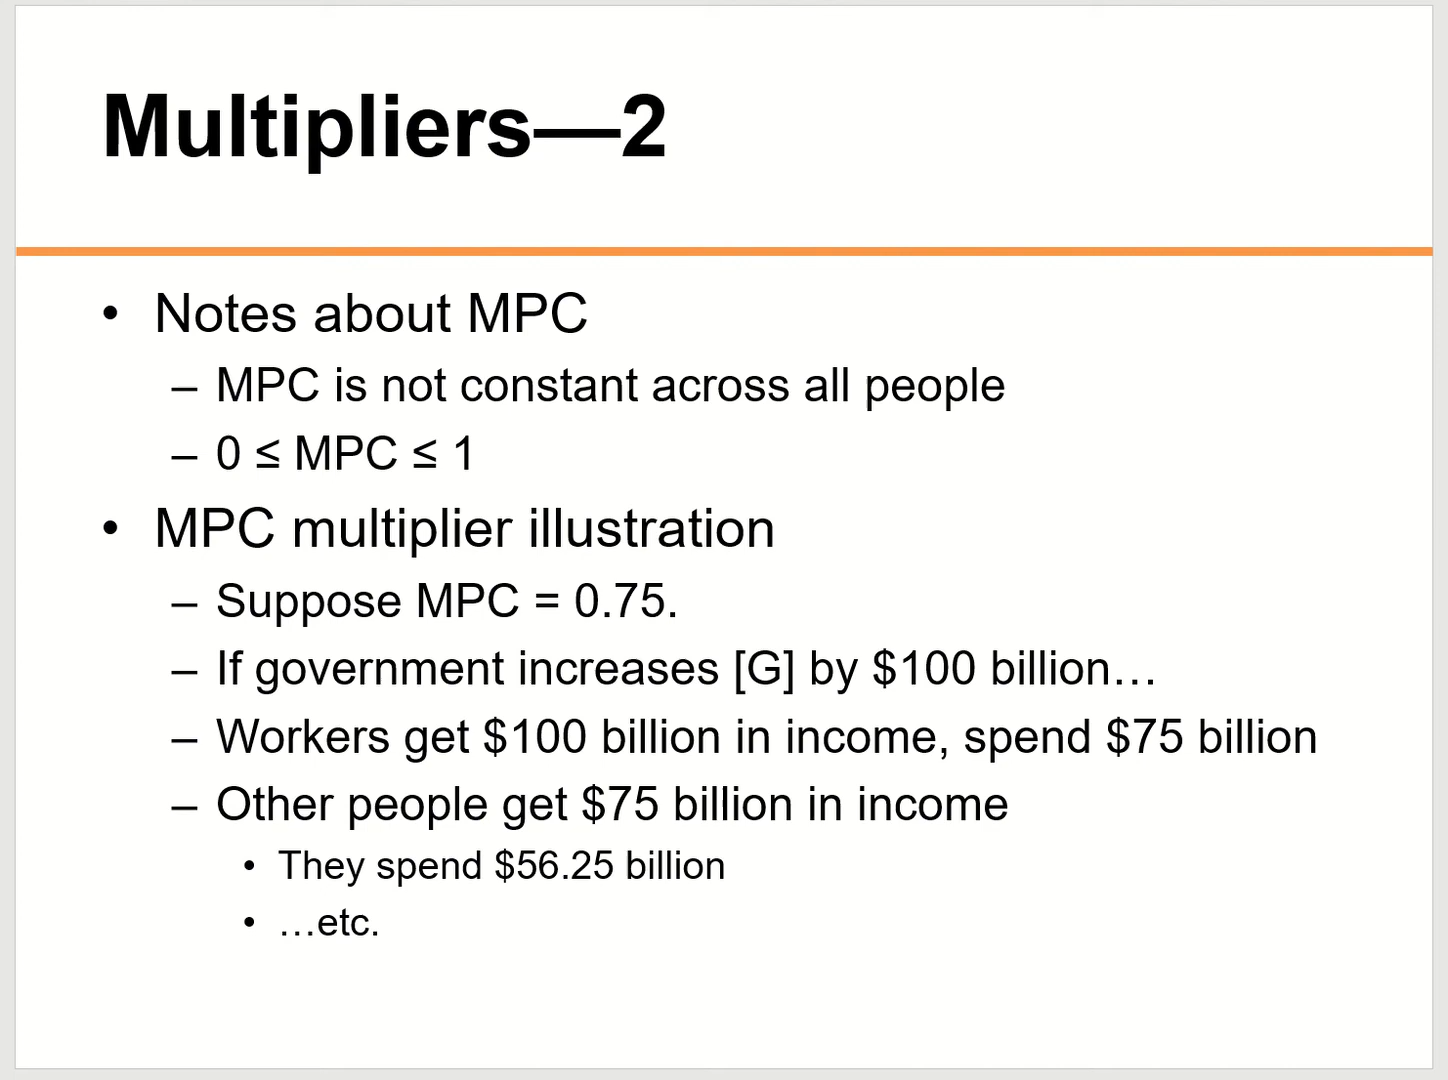 Multipliers—2
• Notes about MPC
– MPC is not constant across all people
– 0 ≤ MPC ≤ 1
• MPC multiplier illustration
– Suppose MPC = 0.75.
– If government increases [G] by $100 billion…
– Workers get $100 billion in income, spend $75 billion
– Other people get $75 billion in income
• They spend $56.25 billion
• …etc.